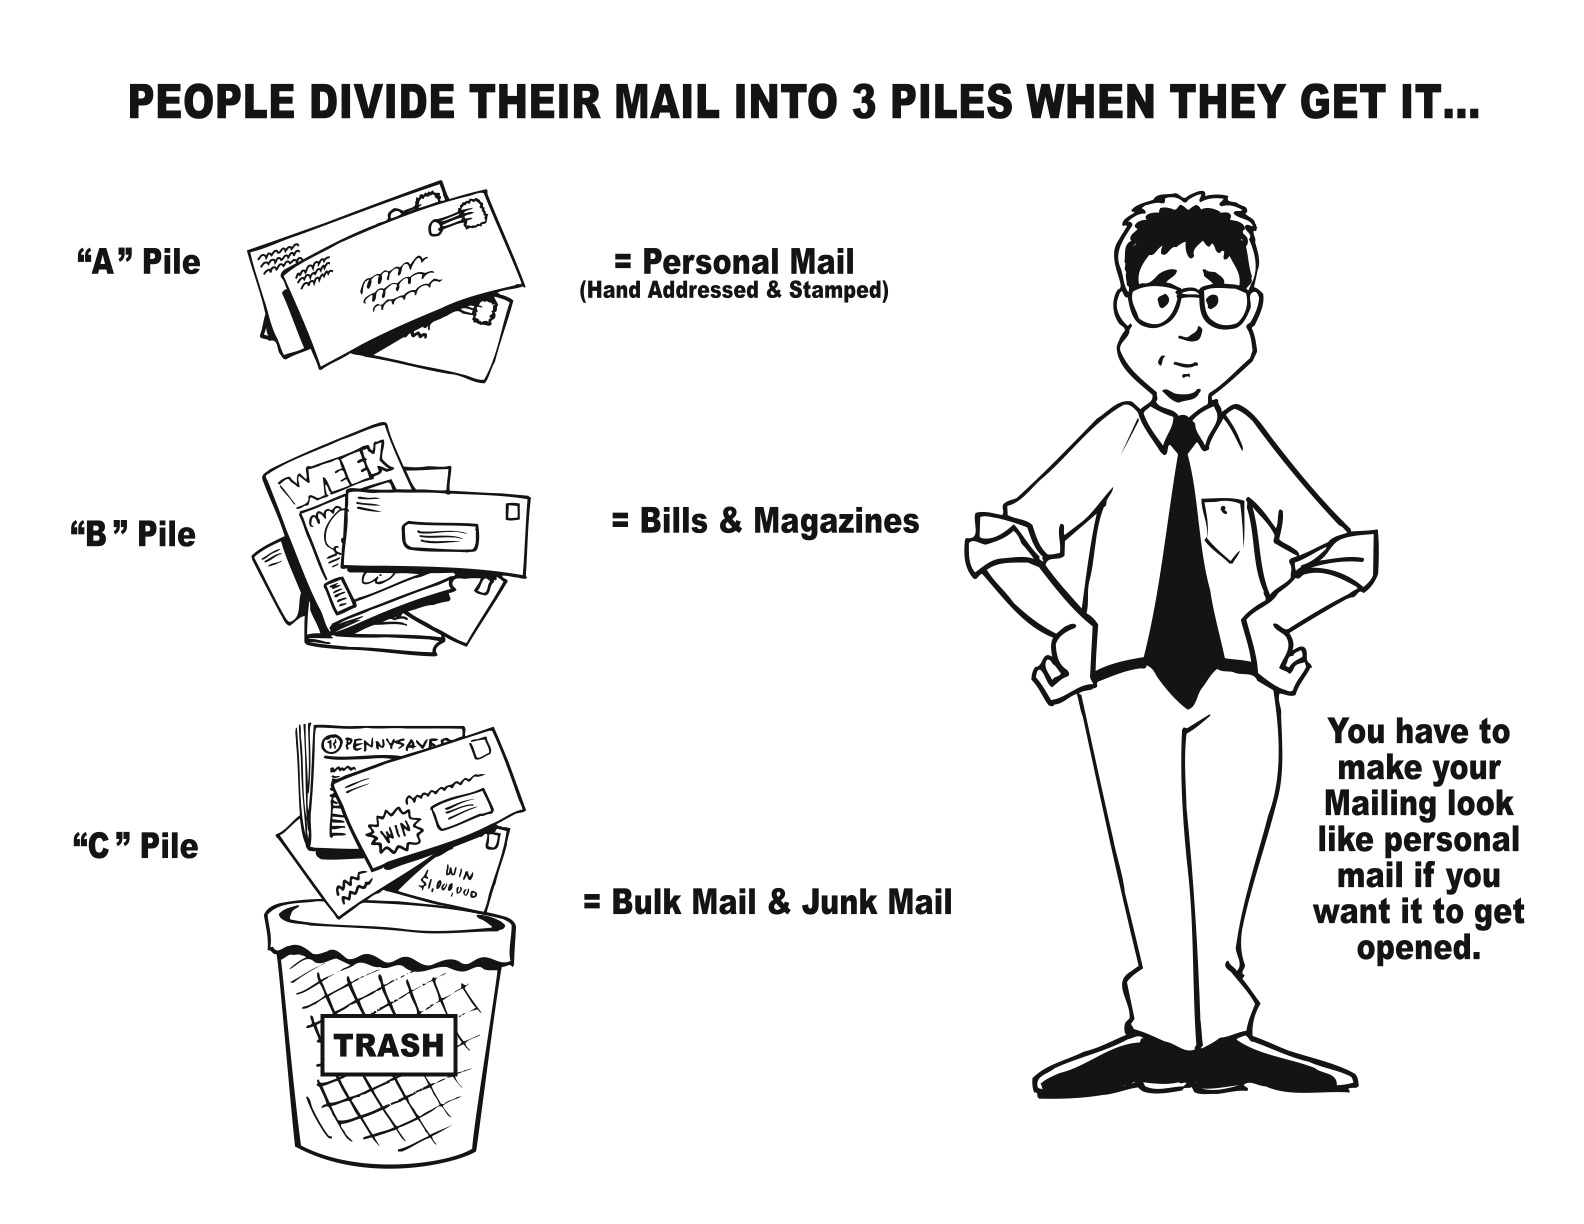 PEOPLE DIVIDE THEIR MAIL INTO 3 PILES WHEN THEY GET IT...
“A” Pile
= Personal Mail
(Hand Addressed & Stamped)
WEEK
“B” Pile
= Bills & Magazines
PENNYSAVER
WIN
“C” Pile
WIN
$1,000,000
= Bulk Mail & Junk Mail
TRASH
You have to
make your
Mailing look
like personal
mail if you
want it to get
opened.